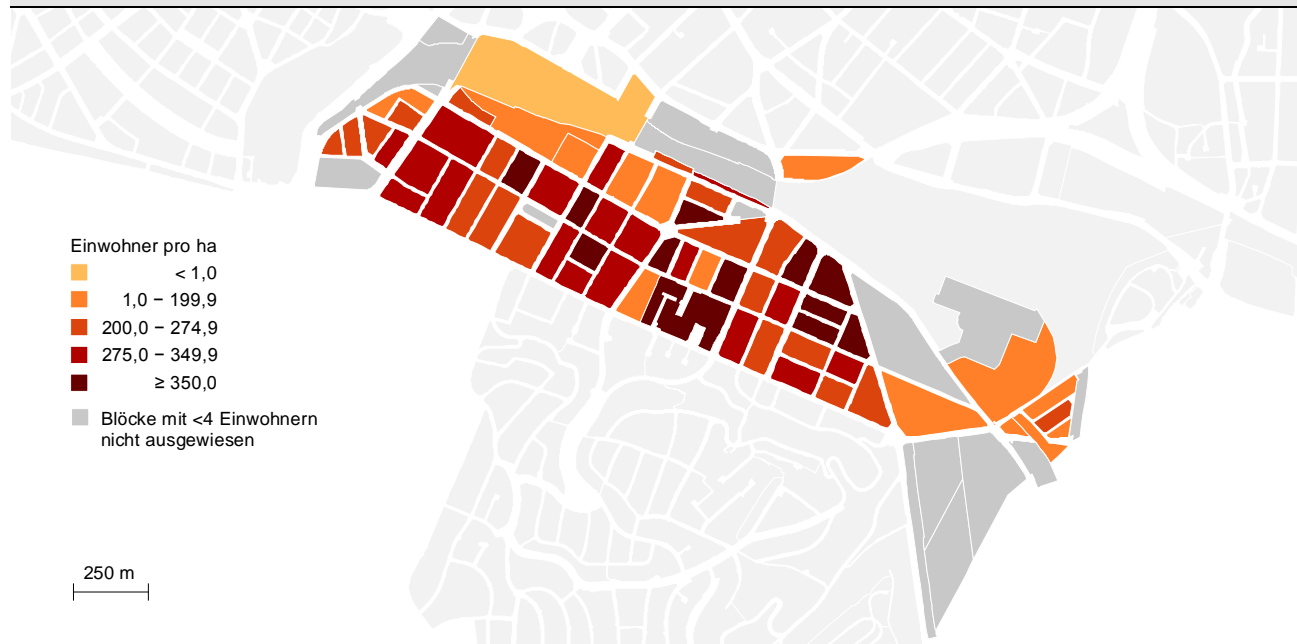 Einwohner pro ha
< 1,0
1,0 – 199,9
200,0 – 274,9
275,0 – 349,9
≥ 350,0
Blöcke mit <4 Einwohnern
nicht ausgewiesen
250 m